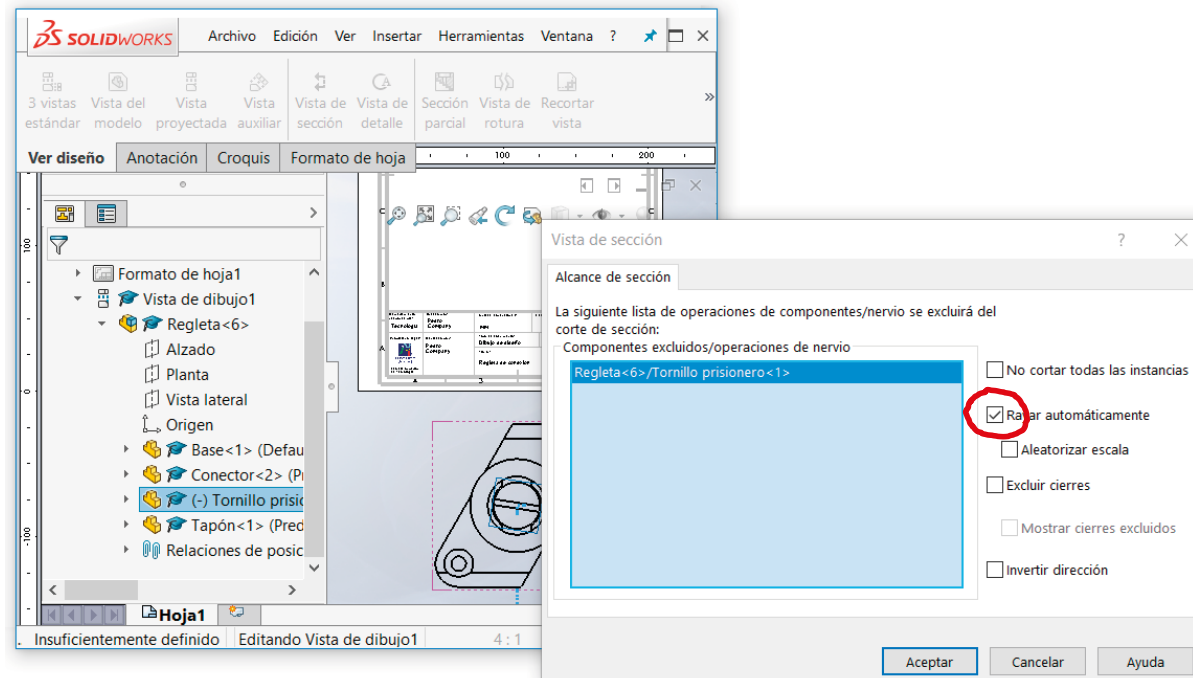 SOLIDWORKS Archivo Edición Ver Insertar Herramientas Ventana ?
3 vistas estándar
Vista del modelo
Vista proyectada
Vista auxiliar
Vista de sección
Vista de detalle
Sección parcial
Vista de rotura
Recortar vista
Ver diseño Anotación Croquis Formato de hoja
100 200
Formato de hoja1
Vista de dibujo1
Regleta<6>
Alzado
Planta
Vista lateral
Origen
Base<1> (Defau
Conector<2> (Pr
(-) Tornillo prisio
Tapón<1> (Pred
Relaciones de posic
100
0
-100
Hoja1
Insuficientemente definido Editando Vista de dibujo1 4 : 1
Vista de sección ?
Alcance de sección
La siguiente lista de operaciones de componentes/nervio se excluirá del
corte de sección:
Componentes excluidos/operaciones de nervio
Regleta<6>/Tornillo prisionero<1>
No cortar todas las instancias
Rayar automáticamente
Aleatorizar escala
Excluir cierres
Mostrar cierres excluidos
Invertir dirección
Aceptar Cancelar Ayuda